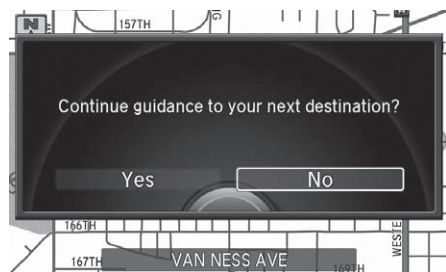 N
157TH
Continue guidance to your next destination?
Yes
No
166TH
WESTE
167TH
VAN NESS AVE
169TH